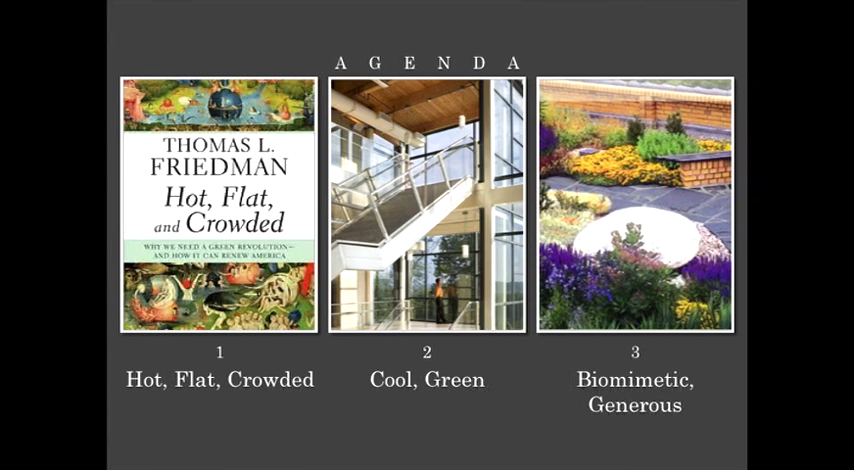 A G E N D A
THOMAS L.
FRIEDMAN
Hot, Flat,
and Crowded
WHY WE NEED A GREEN REVOLUTION—
AND HOW IT CAN RENEW AMERICA
1
Hot, Flat, Crowded
2
Cool, Green
3
Biomimetic,
Generous